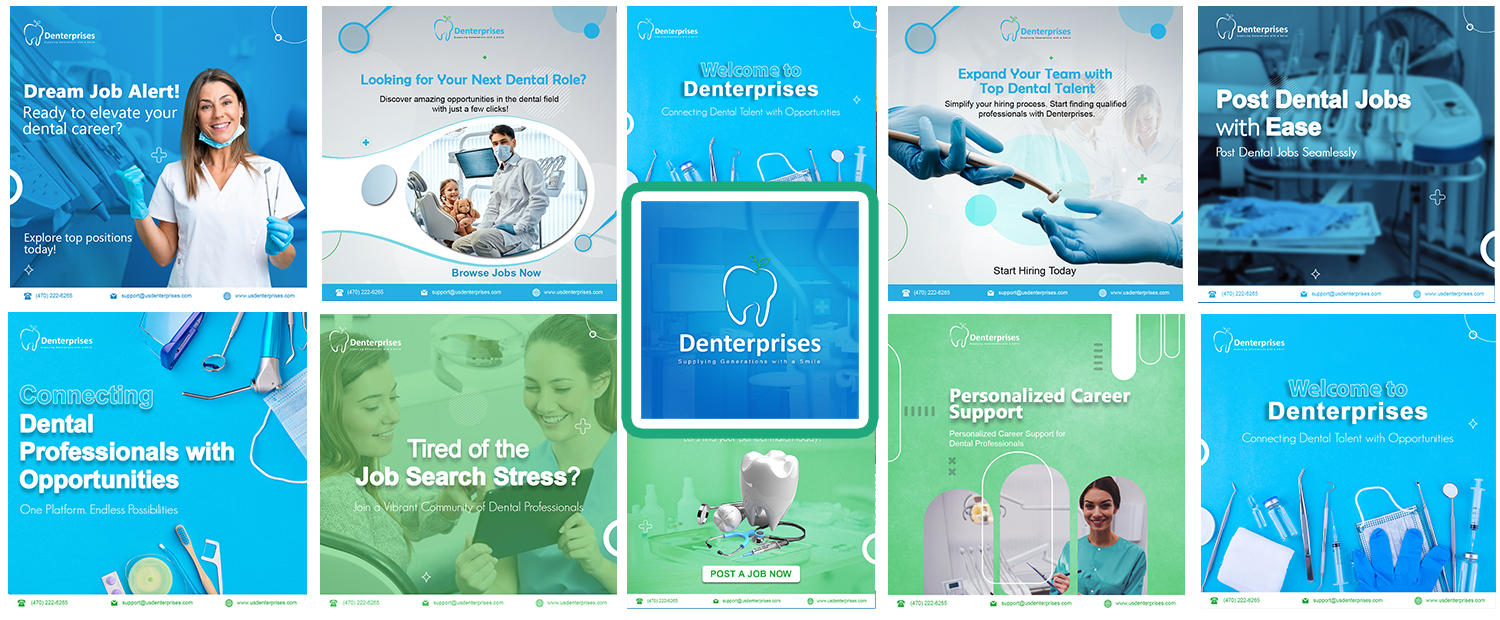 Denterprises
Supplying Generations with a Smile
Dream Job Alert!
Ready to elevate your
dental career?
Explore top positions
today!
(470) 222-6265
support@usdenterprises.com
www.usdenterprises.com
Denterprises
Supplying Generations with a Smile
Looking for Your Next Dental Role?
Discover amazing opportunities in the dental field
with just a few clicks!
Browse Jobs Now
(470) 222-6265
support@usdenterprises.com
www.usdenterprises.com
Denterprises
Supplying Generations with a Smile
Welcome to
Denterprises
Connecting Dental Talent with Opportunities
Denterprises
Supplying Generations with a Smile
Expand Your Team with
Top Dental Talent
Simplify your hiring process. Start finding qualified
professionals with Denterprises.
Start Hiring Today
(470) 222-6265
support@usdenterprises.com
www.usdenterprises.com
Denterprises
Supplying Generations with a Smile
Post Dental Jobs
with Ease
Post Dental Jobs Seamlessly
(470) 222-6265
support@usdenterprises.com
www.usdenterprises.com
Denterprises
Supplying Generations with a Smile
Denterprises
Supplying Generations with a Smile
Connecting
Dental
Professionals with
Opportunities
One Platform. Endless Possibilities
(470) 222-6265
support@usdenterprises.com
www.usdenterprises.com
Denterprises
Supplying Generations with a Smile
Tired of the
Job Search Stress?
Join a Vibrant Community of Dental Professionals
(470) 222-6265
support@usdenterprises.com
www.usdenterprises.com
POST A JOB NOW
(470) 222-6265
support@usdenterprises.com
www.usdenterprises.com
Denterprises
Supplying Generations with a Smile
Personalized Career
Support
Personalized Career Support for
Dental Professionals
(470) 222-6265
support@usdenterprises.com
www.usdenterprises.com
Denterprises
Supplying Generations with a Smile
Welcome to
Denterprises
Connecting Dental Talent with Opportunities
(470) 222-6265
support@usdenterprises.com
www.usdenterprises.com